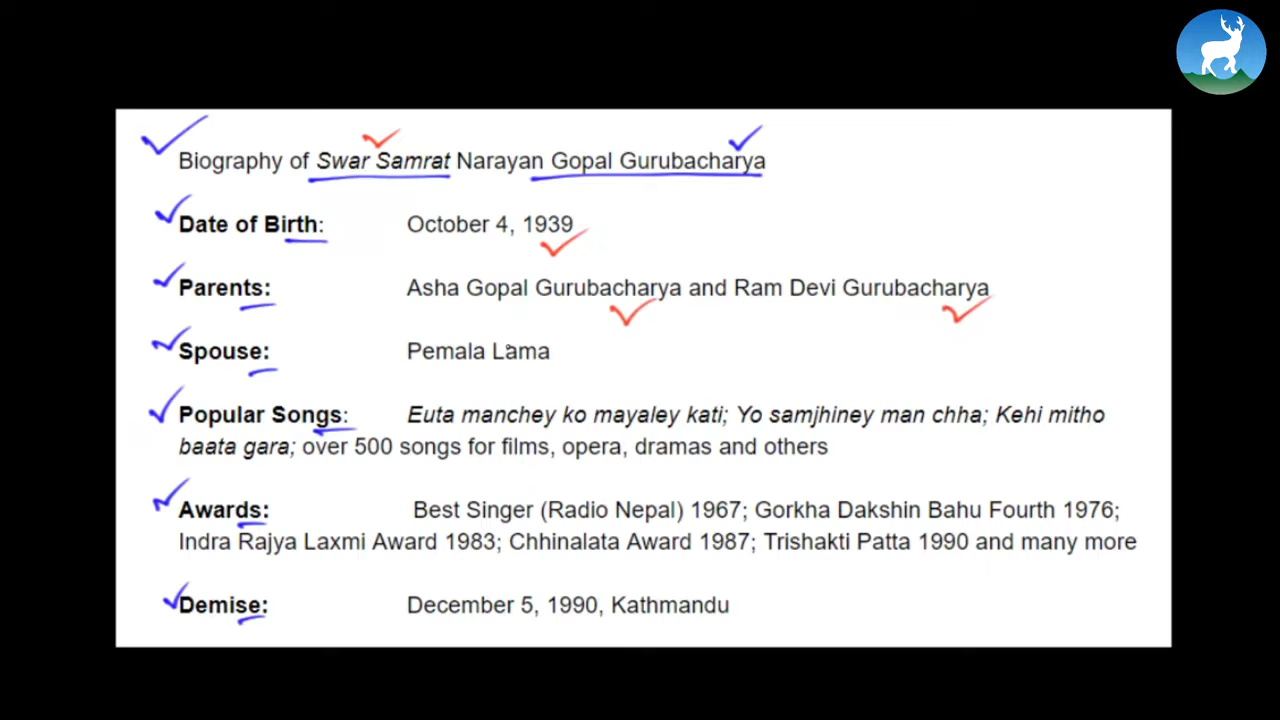 Biography of Swar Samrat Narayan Gopal Gurubacharya
Date of Birth: October 4, 1939
Parents: Asha Gopal Gurubacharya and Ram Devi Gurubacharya
Spouse: Pemala Lama
Popular Songs: Euta manchey ko mayaley kati; Yo samjhiney man chha; Kehi mitho
baata gara; over 500 songs for films, opera, dramas and others
Awards: Best Singer (Radio Nepal) 1967; Gorkha Dakshin Bahu Fourth 1976;
Indra Rajya Laxmi Award 1983; Chhinalata Award 1987; Trishakti Patta 1990 and many more
Demise: December 5, 1990, Kathmandu